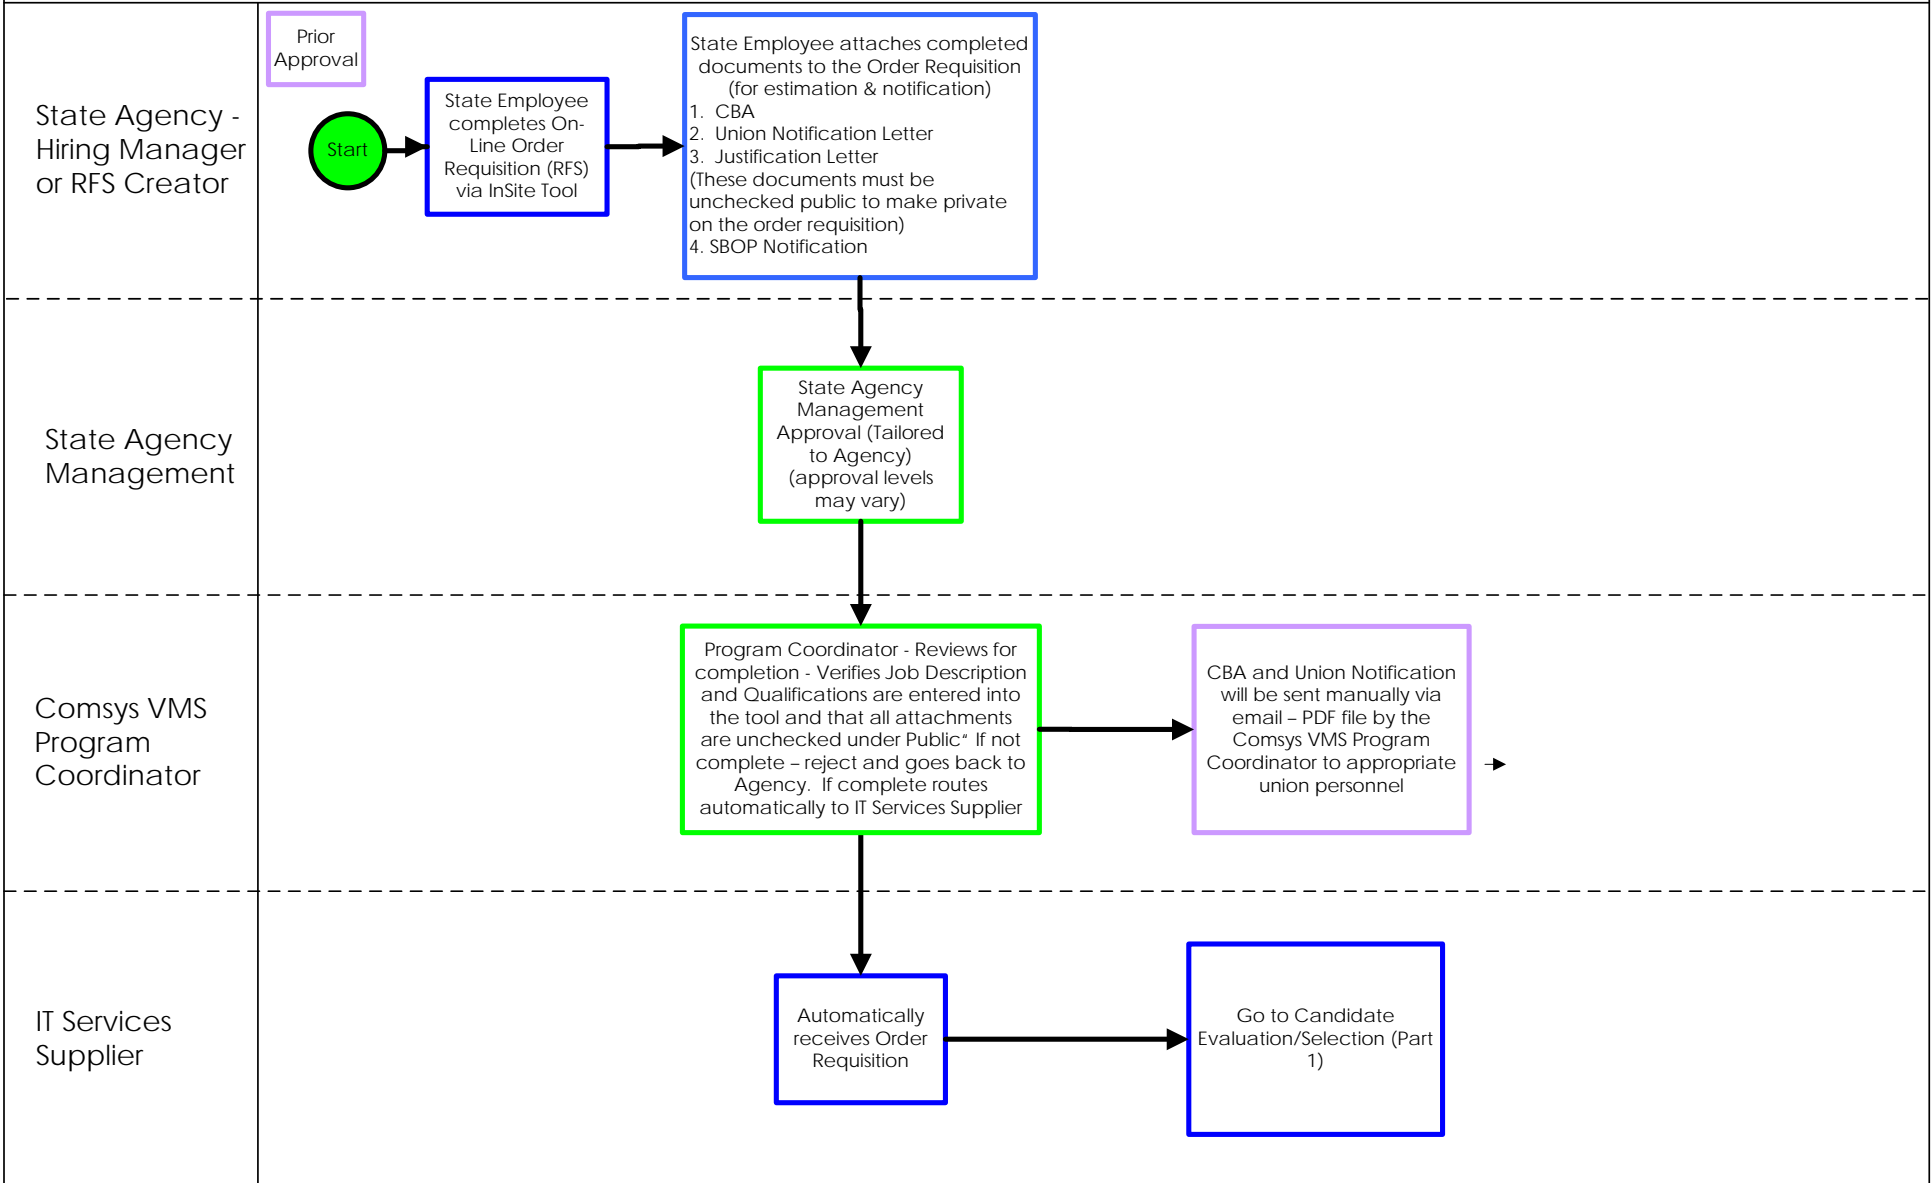 State Agency -
Hiring Manager
or RFS Creator
Prior
Approval
Start
State Employee
completes On-
Line Order
Requisition (RFS)
via InSite Tool
State Employee attaches completed
documents to the Order Requisition
(for estimation & notification)
1. CBA
2. Union Notification Letter
3. Justification Letter
(These documents must be
unchecked public to make private
on the order requisition)
4. SBOP Notification
State Agency
Management
State Agency
Management
Approval (Tailored
to Agency)
(approval levels
may vary)
Comsys VMS
Program
Coordinator
Program Coordinator - Reviews for
completion - Verifies Job Description
and Qualifications are entered into
the tool and that all attachments
are unchecked under Public“ If not
complete – reject and goes back to
Agency. If complete routes
automatically to IT Services Supplier
CBA and Union Notification
will be sent manually via
email – PDF file by the
Comsys VMS Program
Coordinator to appropriate
union personnel
IT Services
Supplier
Automatically
receives Order
Requisition
Go to Candidate
Evaluation/Selection (Part
1)